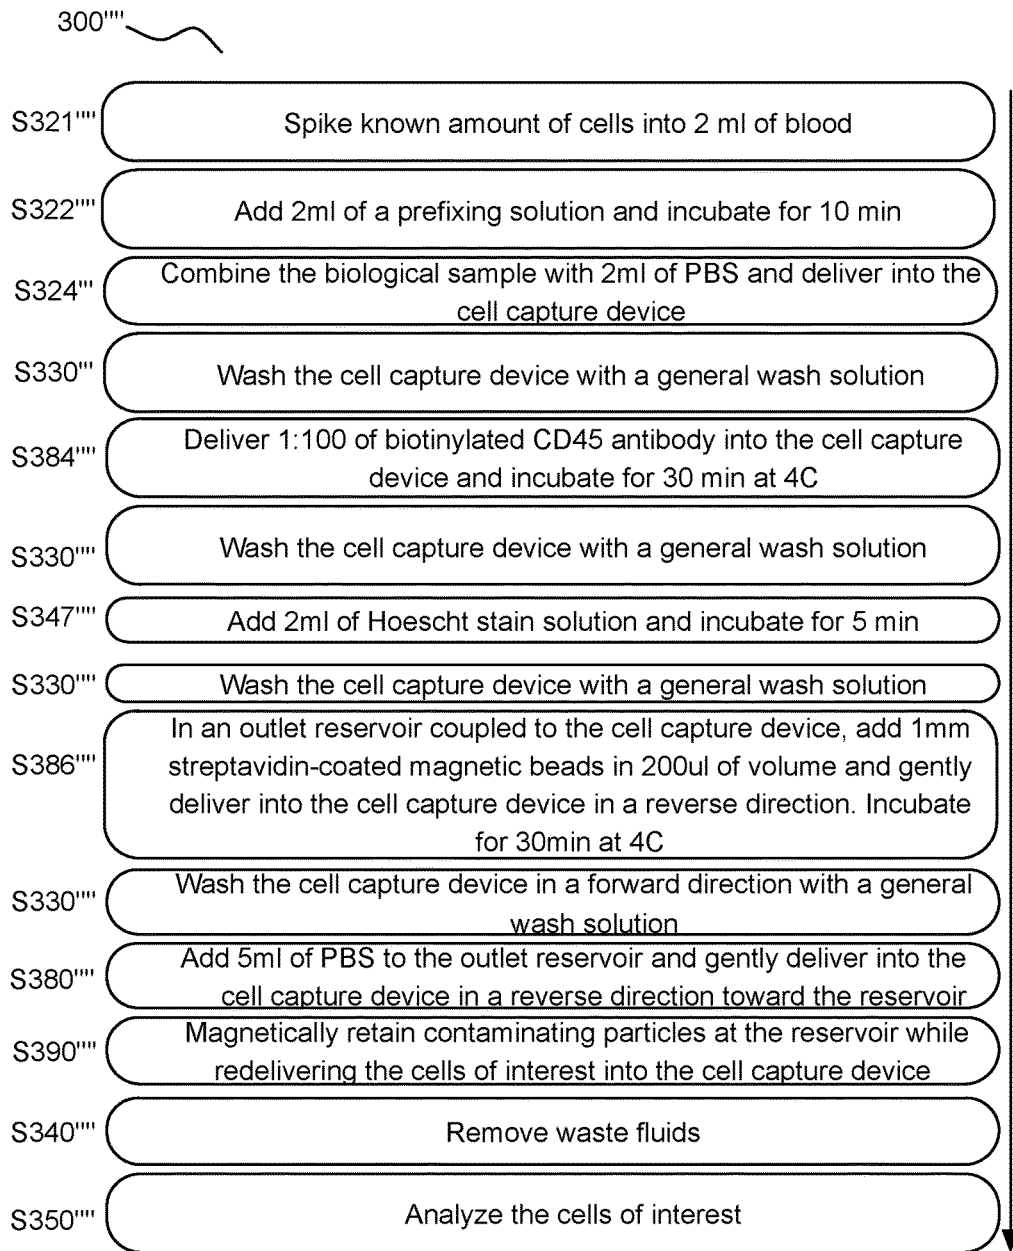 300''''
S321'''' Spike known amount of cells into 2 ml of blood
S322'''' Add 2ml of a prefixing solution and incubate for 10 min
S324''' Combine the biological sample with 2ml of PBS and deliver into the
cell capture device
S330''' Wash the cell capture device with a general wash solution
S384'''' Deliver 1:100 of biotinylated CD45 antibody into the cell capture
device and incubate for 30 min at 4C
S330'''' Wash the cell capture device with a general wash solution
S347'''' Add 2ml of Hoescht stain solution and incubate for 5 min
S330'''' Wash the cell capture device with a general wash solution
In an outlet reservoir coupled to the cell capture device, add 1mm
S386'''' streptavidin-coated magnetic beads in 200ul of volume and gently
deliver into the cell capture device in a reverse direction. Incubate
for 30min at 4C
S330'''' Wash the cell capture device in a forward direction with a general
wash solution
S380'''' Add 5ml of PBS to the outlet reservoir and gently deliver into the
cell capture device in a reverse direction toward the reservoir
S390'''' Magnetically retain contaminating particles at the reservoir while
redelivering the cells of interest into the cell capture device
S340'''' Remove waste fluids
S350'''' Analyze the cells of interest